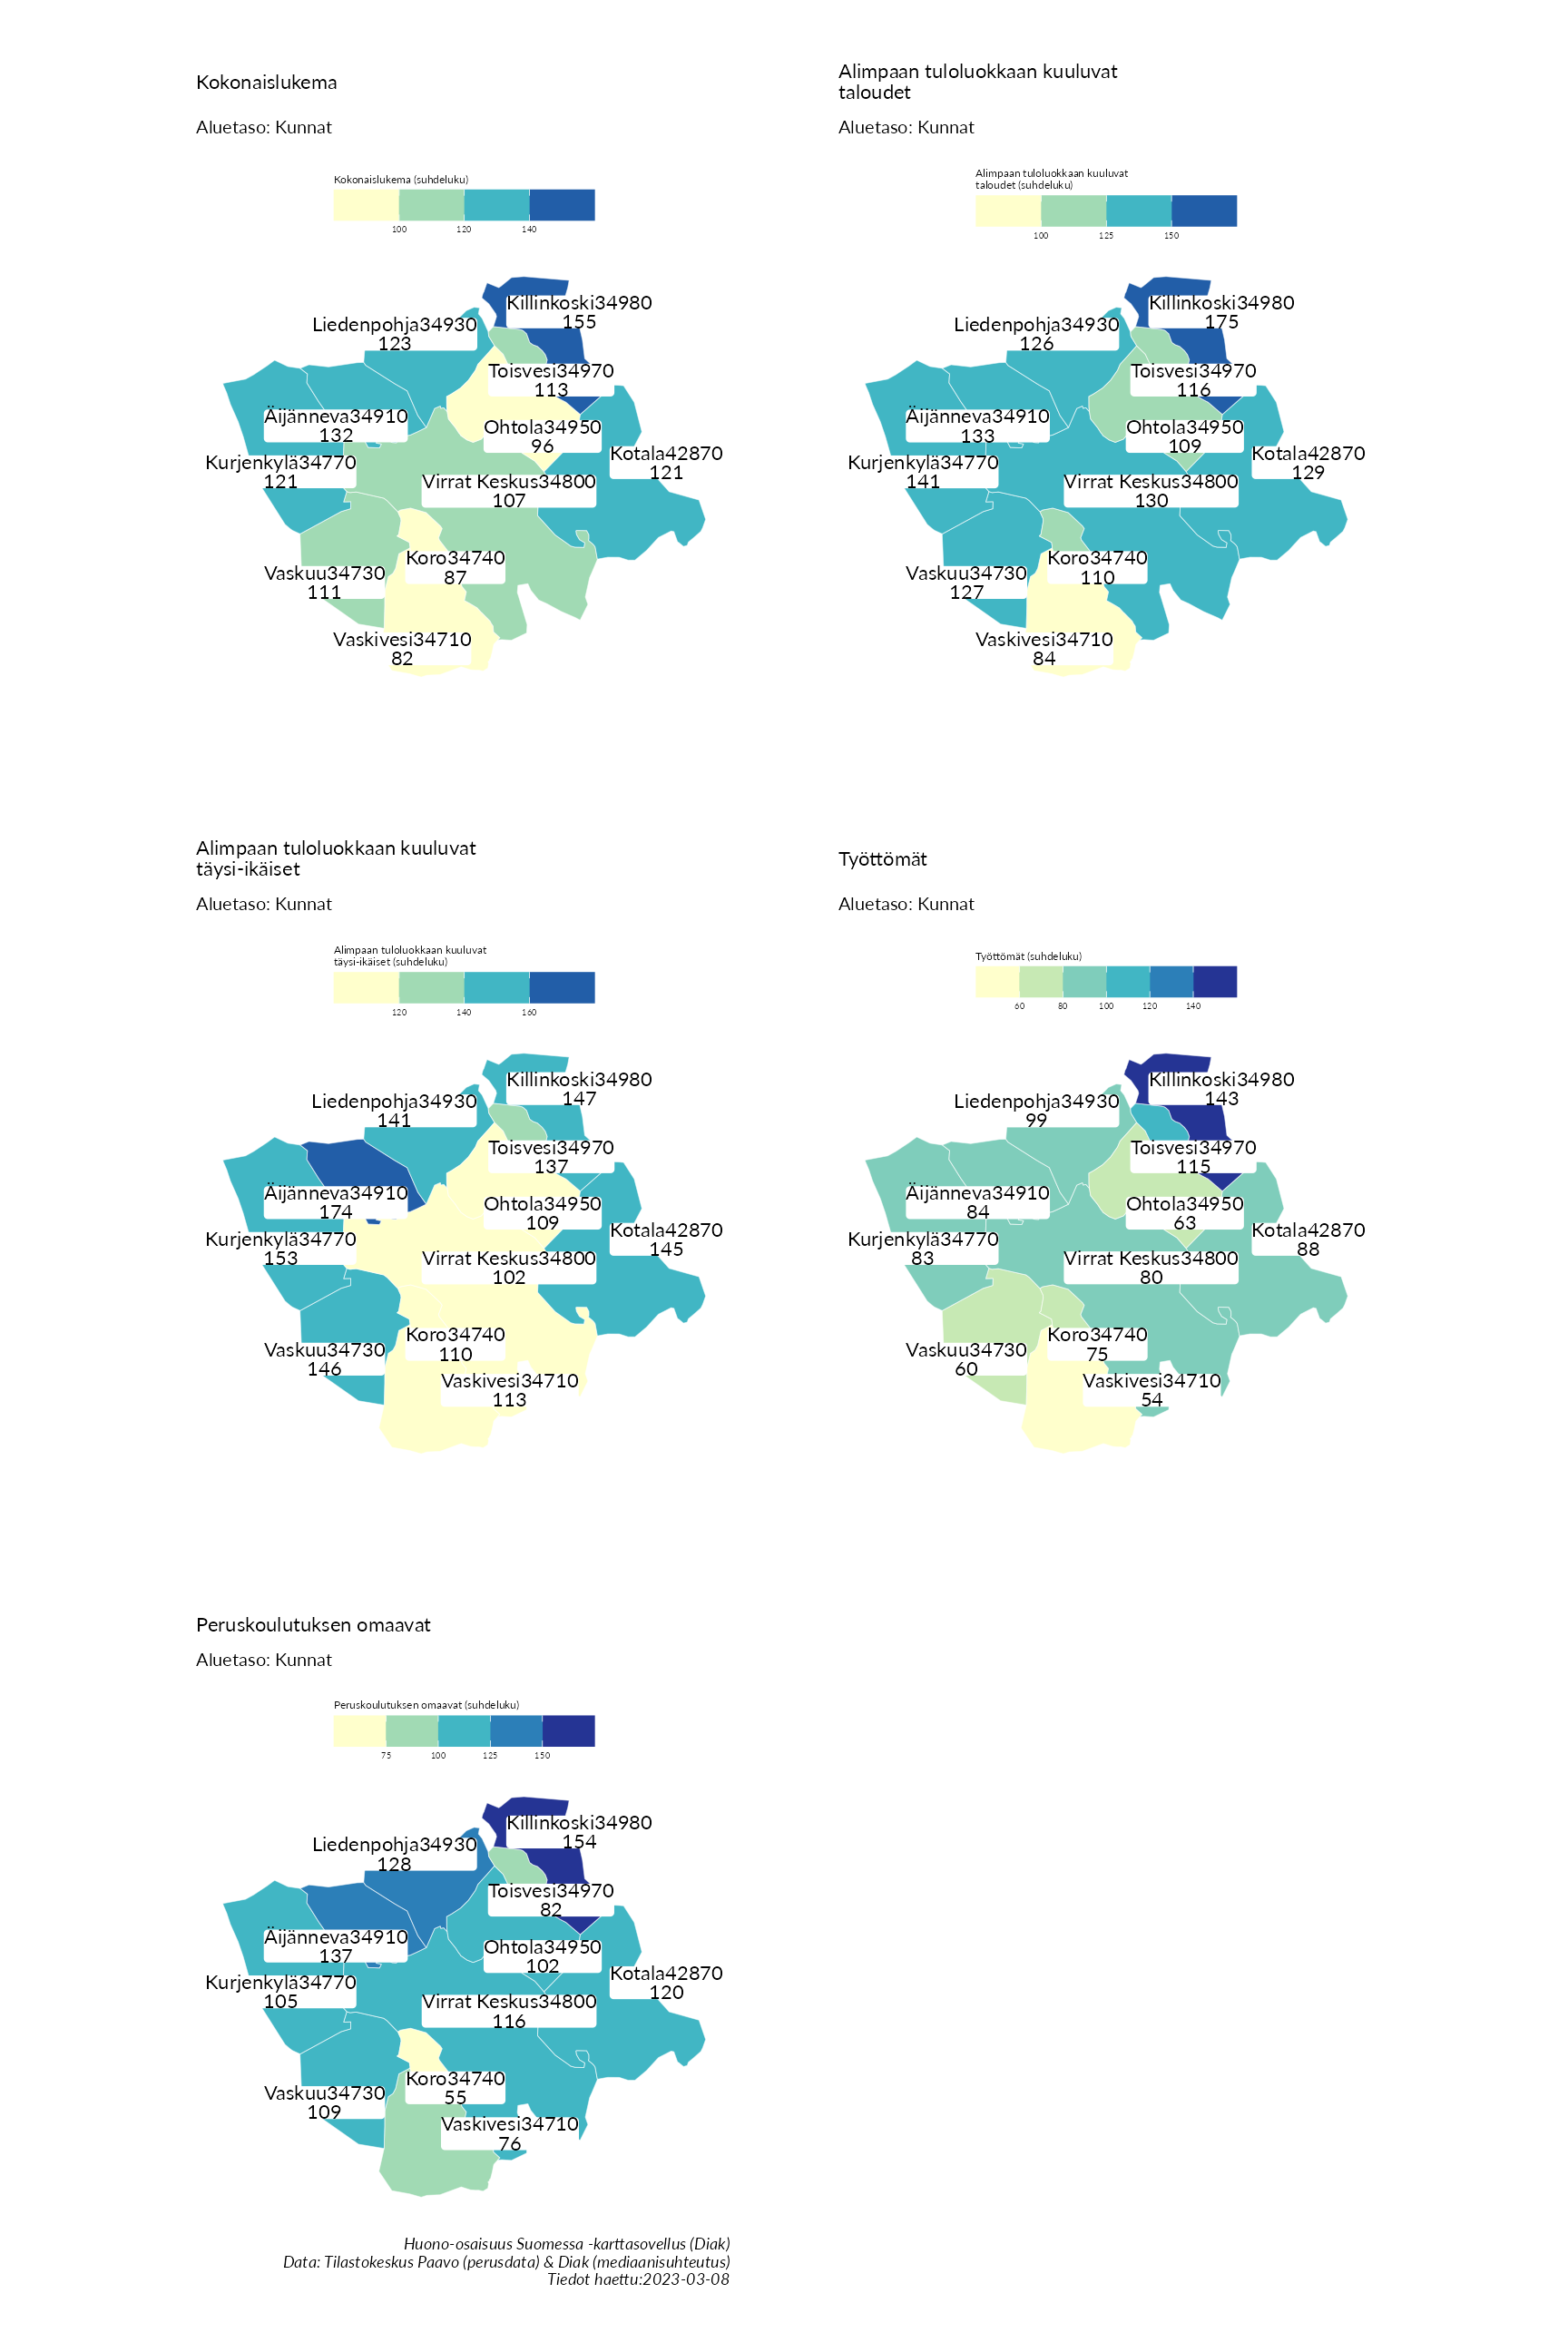 Kokonaislukema
Aluetaso: Kunnat
Kokonaislukema (suhdeluku)
100 120 140
Killinkoski34980
155
Liedenpohja34930
123
Toisvesi34970
113
Äijänneva34910
132
Ohtola34950
96
Kotala42870
121
Kurjenkylä34770
121
Virrat Keskus34800
107
Koro34740
87
Vaskuu34730
111
Vaskivesi34710
82
Alimpaan tuloluokkaan kuuluvat
taloudet
Aluetaso: Kunnat
Alimpaan tuloluokkaan kuuluvat
taloudet (suhdeluku)
100 125 150
Killinkoski34980
175
Liedenpohja34930
126
Toisvesi34970
116
Äijänneva34910
133
Ohtola34950
109
Kotala42870
129
Kurjenkylä34770
141
Virrat Keskus34800
130
Koro34740
110
Vaskuu34730
127
Vaskivesi34710
84
Alimpaan tuloluokkaan kuuluvat
täysi-ikäiset
Aluetaso: Kunnat
Alimpaan tuloluokkaan kuuluvat
täysi-ikäiset (suhdeluku)
120 140 160
Killinkoski34980
147
Liedenpohja34930
141
Toisvesi34970
137
Äijänneva34910
174
Ohtola34950
109
Kotala42870
145
Kurjenkylä34770
153
Virrat Keskus34800
102
Koro34740
110
Vaskuu34730
146
Vaskivesi34710
113
Työttömät
Aluetaso: Kunnat
Työttömät (suhdeluku)
60 80 100 120 140
Killinkoski34980
143
Liedenpohja34930
99
Toisvesi34970
115
Äijänneva34910
84
Ohtola34950
63
Kotala42870
88
Kurjenkylä34770
83
Virrat Keskus34800
80
Koro34740
75
Vaskuu34730
60
Vaskivesi34710
54
Peruskoulutuksen omaavat
Aluetaso: Kunnat
Peruskoulutuksen omaavat (suhdeluku)
75 100 125 150
Killinkoski34980
154
Liedenpohja34930
128
Toisvesi34970
82
Äijänneva34910
137
Ohtola34950
102
Kotala42870
120
Kurjenkylä34770
105
Virrat Keskus34800
116
Koro34740
55
Vaskuu34730
109
Vaskivesi34710
76
Huono-osaisuus Suomessa -karttasovellus (Diak)
Data: Tilastokeskus Paavo (perusdata) & Diak (mediaanisuhteutus)
Tiedot haettu:2023-03-08